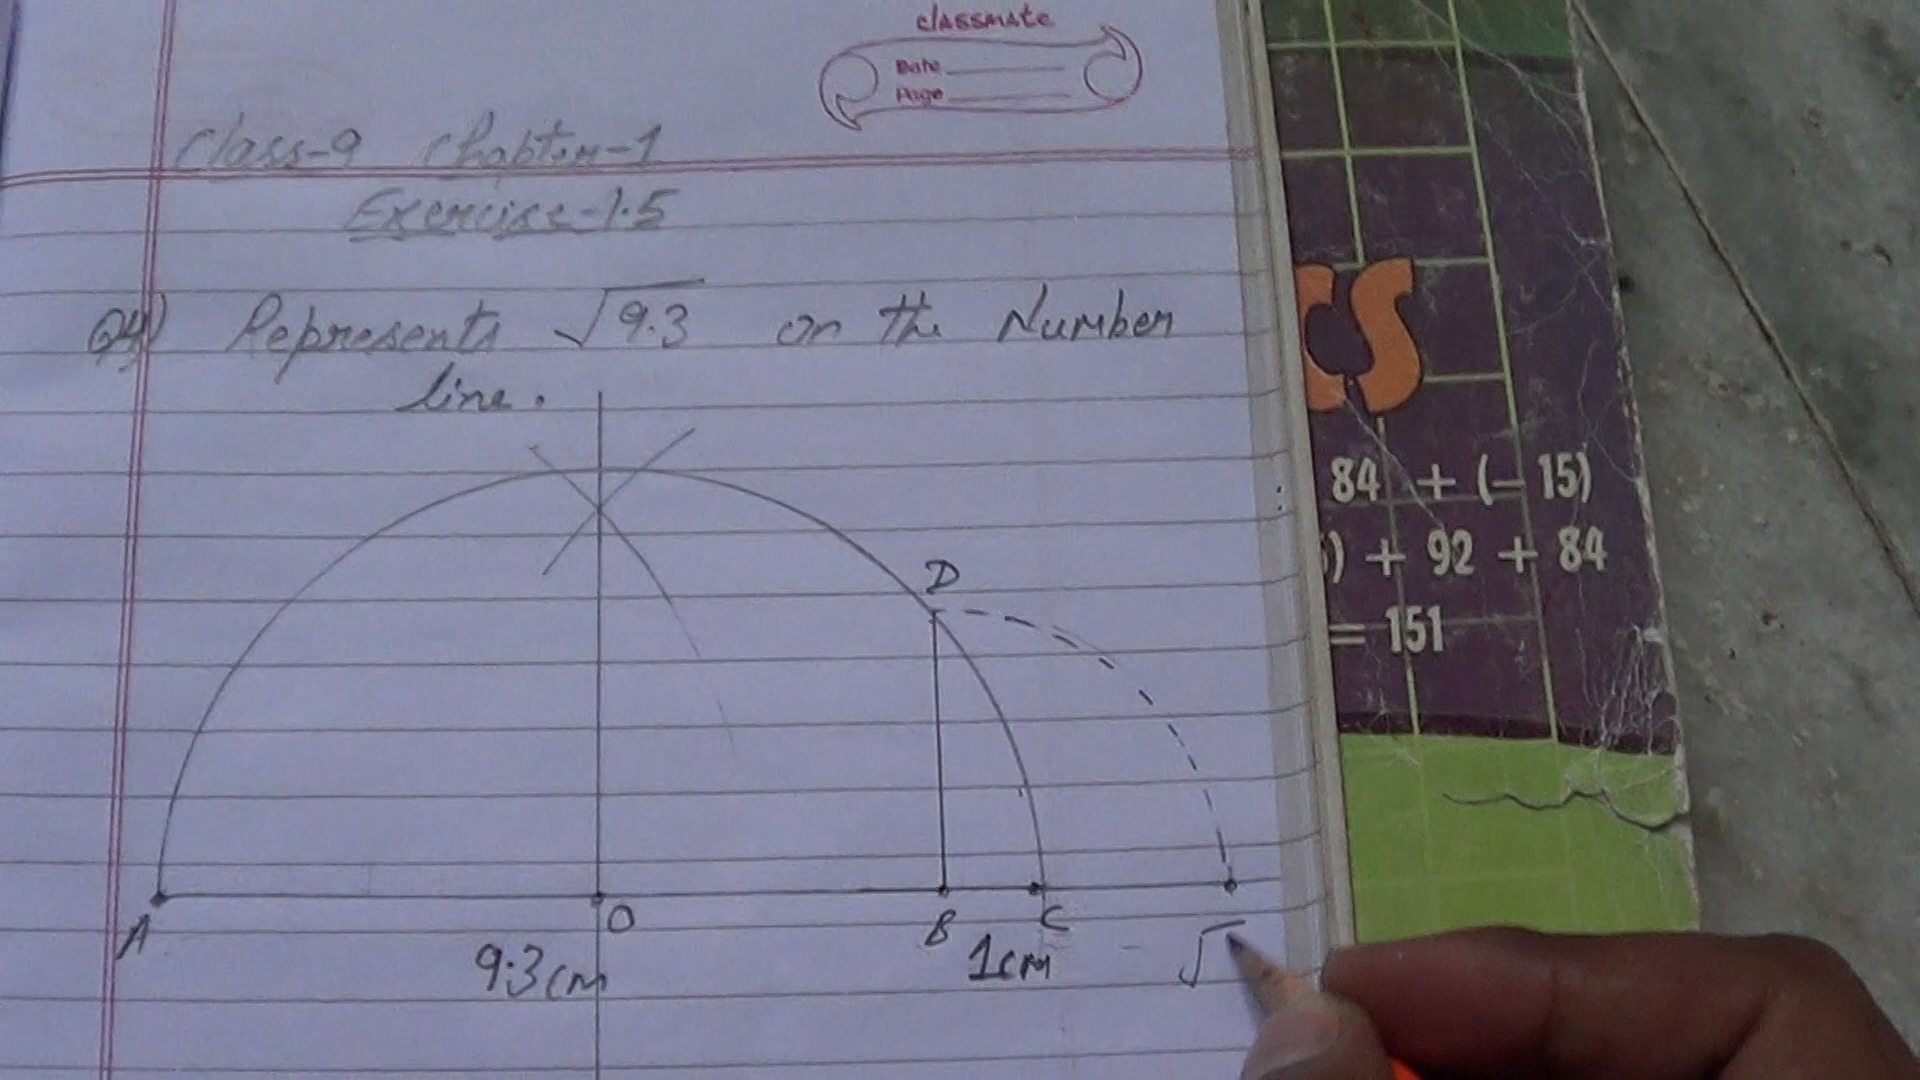 classmate
Date
Page
Class-9 Chapter-1
Exercise-1.5
Q4) Represents √9.3 on the Number
line.
D
A O B C
9.3cm 1cm √
CS
84 + (- 15)
) + 92 + 84
= 151